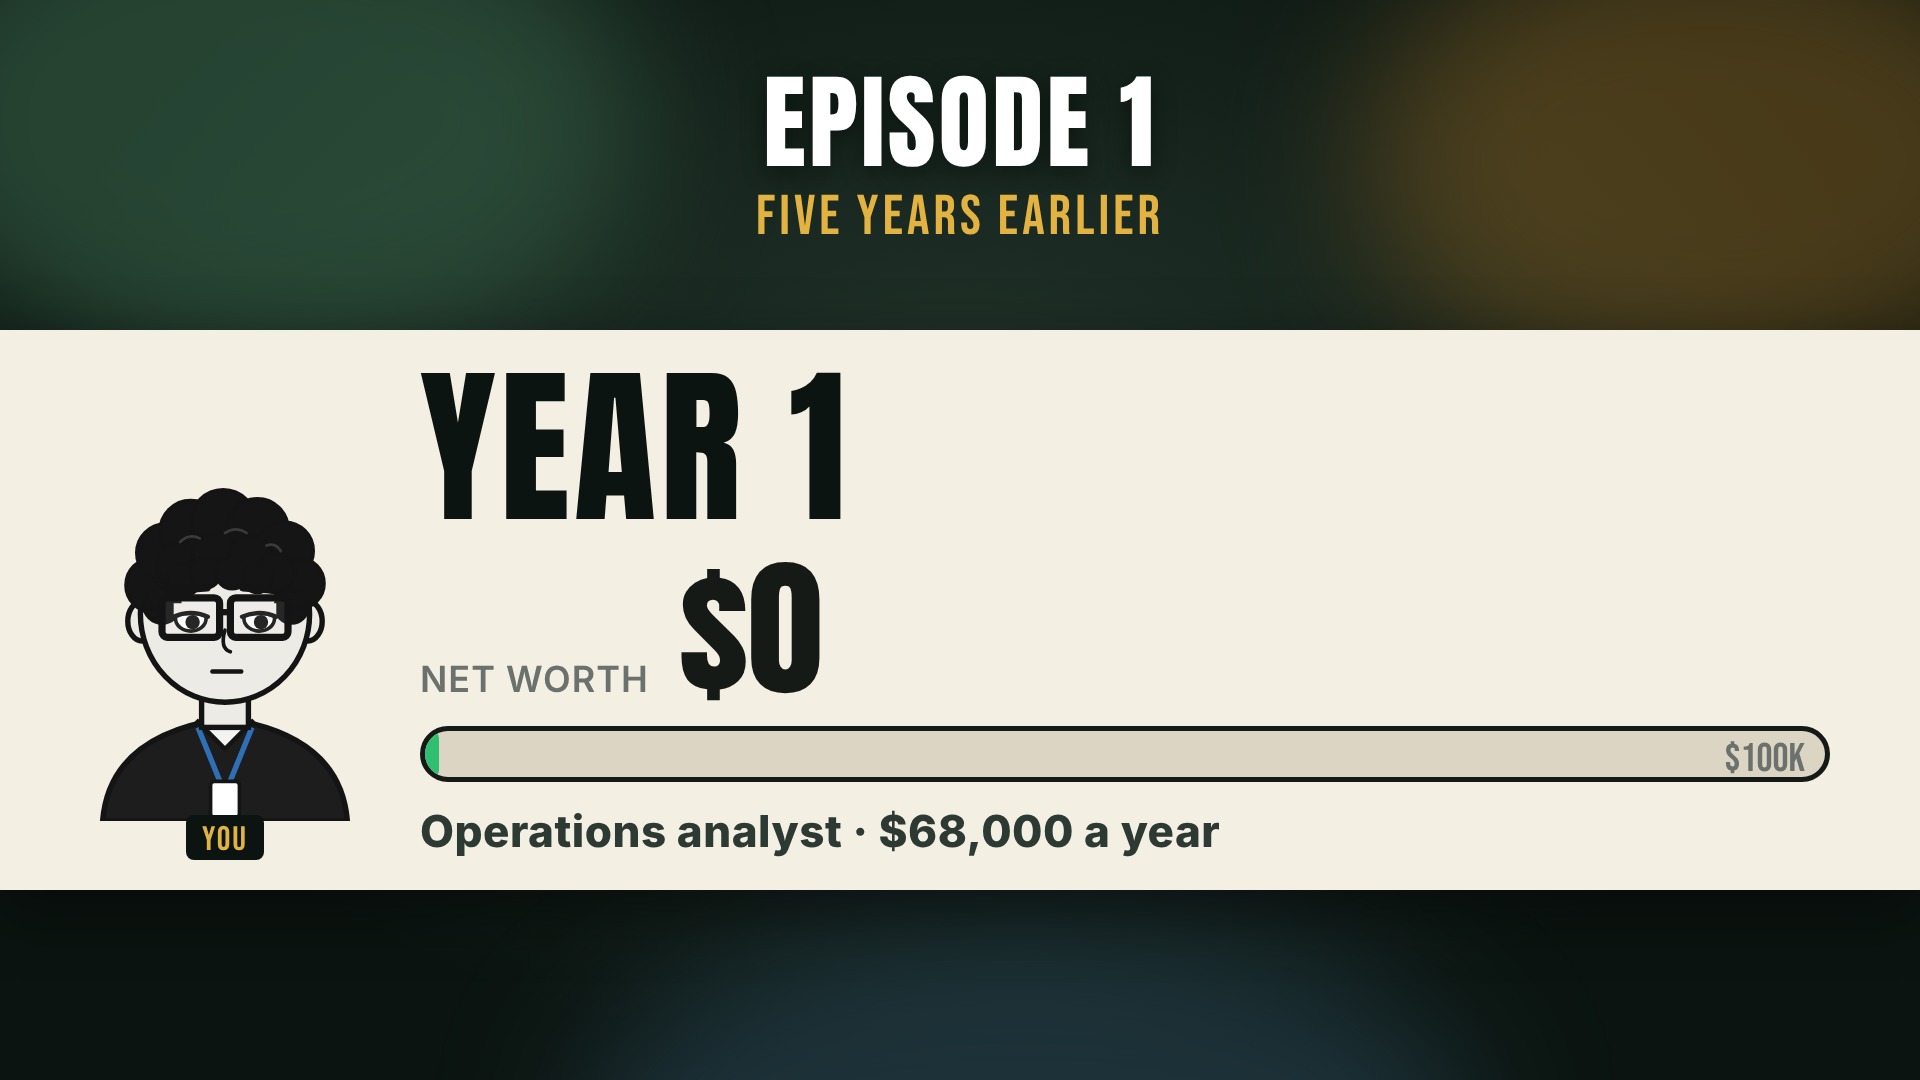 EPISODE 1
FIVE YEARS EARLIER
YEAR 1
NET WORTH $0
$100K
YOU
Operations analyst · $68,000 a year